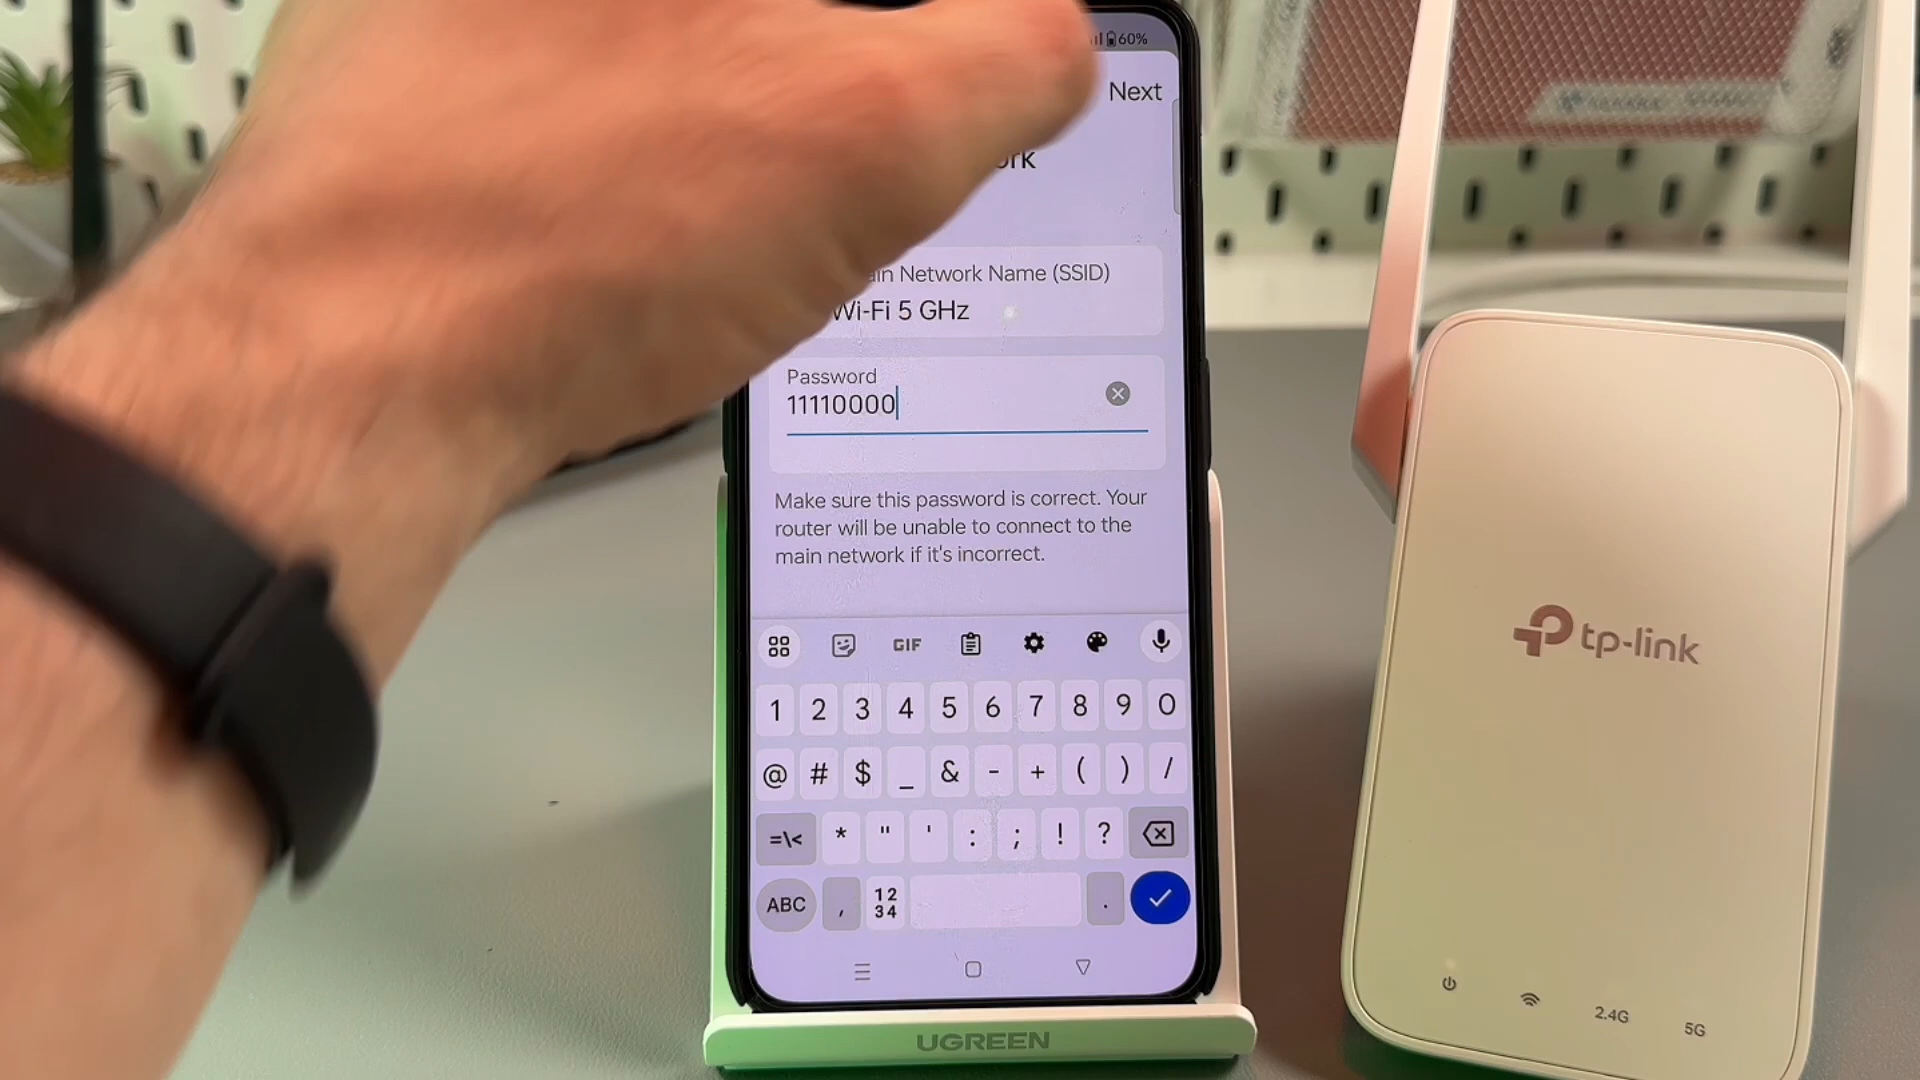 60%
Next
Network Name (SSID)
Wi-Fi 5 GHz
Password
11110000
Make sure this password is correct. Your
router will be unable to connect to the
main network if it's incorrect.
GIF
1 2 3 4 5 6 7 8 9 0
@ # $ _ & - + ( ) /
=\< * " ' : ; ! ?
ABC , 12 34 .
UGREEN
tp-link
2.4G 5G